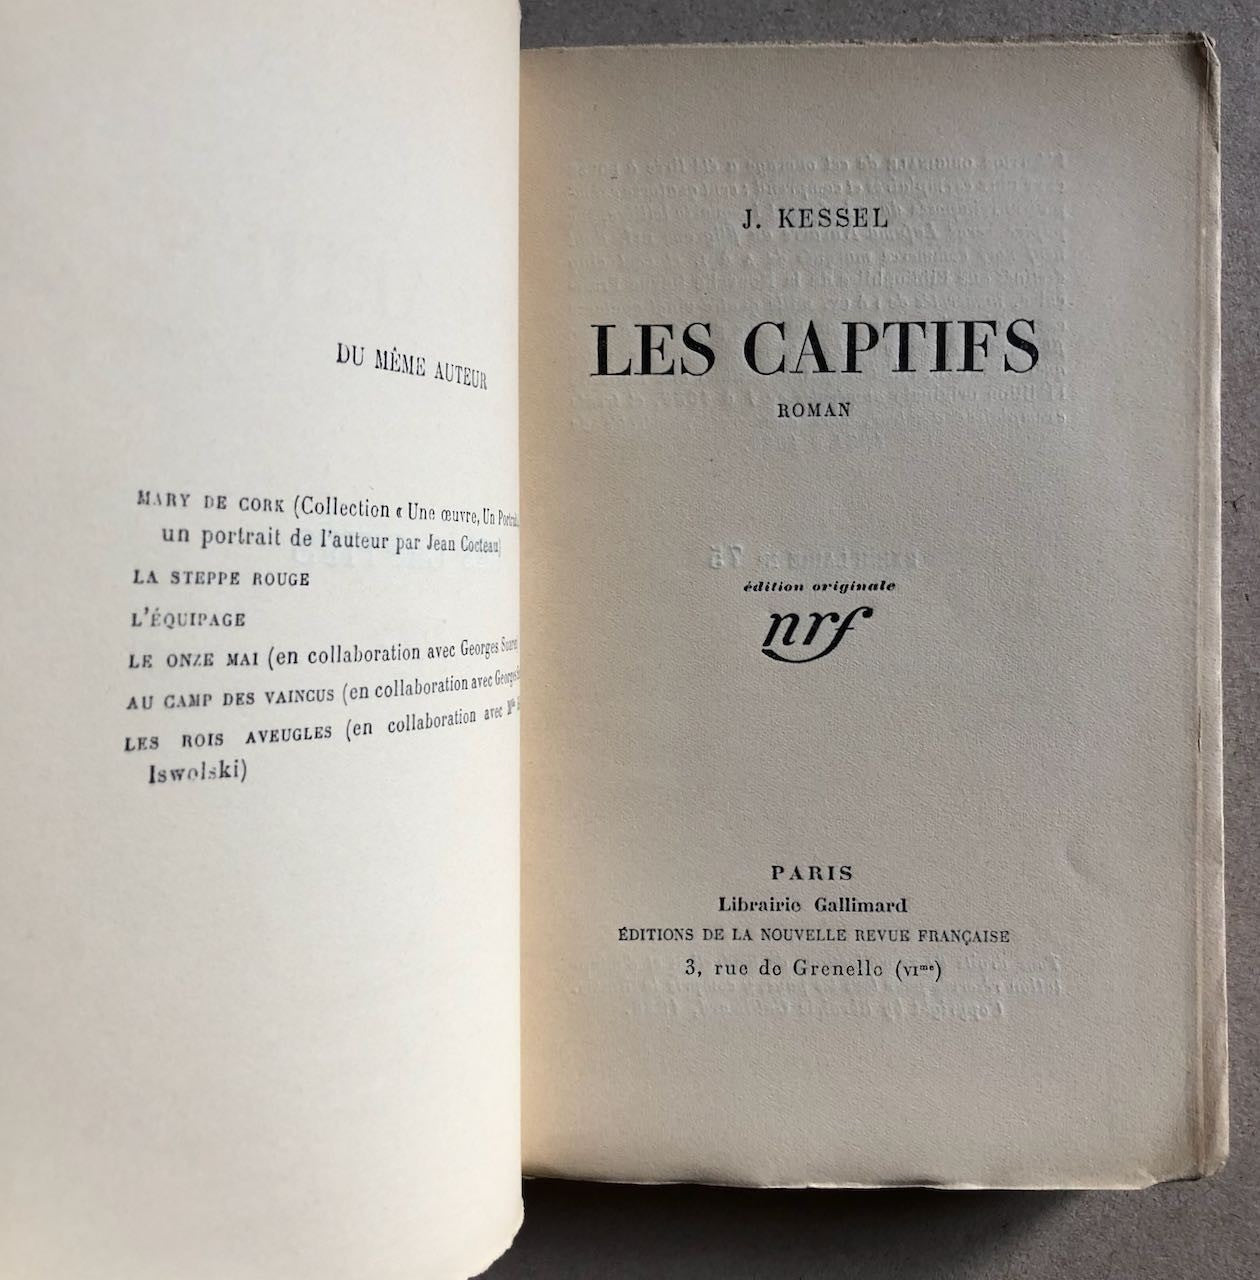 DU MÊME AUTEUR
MARY DE CORK (Collection « Une œuvre, Un
un portrait de l'auteur par Jean Cocteau)
LA STEPPE ROUGE
L'ÉQUIPAGE
LE ONZE MAI (en collaboration avec Georges
AU CAMP DES VAINCUS (en collaboration avec
LES ROIS AVEUGLES (en collaboration avec
Iswolski)
J. KESSEL
LES CAPTIFS
ROMAN
édition originale
nrf
PARIS
Librairie Gallimard
ÉDITIONS DE LA NOUVELLE REVUE FRANÇAISE
3, rue de Grenelle (VIme)